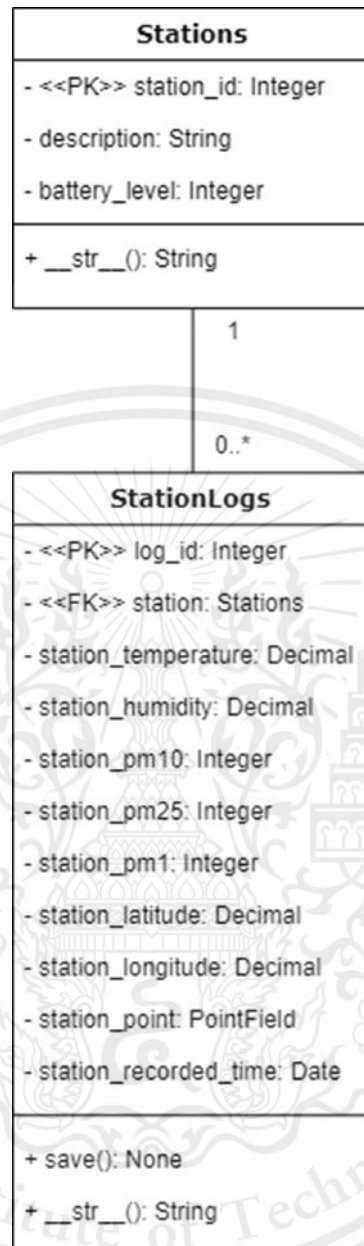 Stations
- <<PK>> station_id: Integer
- description: String
- battery_level: Integer
+ __str__(): String
1
0..*
StationLogs
- <<PK>> log_id: Integer
- <<FK>> station: Stations
- station_temperature: Decimal
- station_humidity: Decimal
- station_pm10: Integer
- station_pm25: Integer
- station_pm1: Integer
- station_latitude: Decimal
- station_longitude: Decimal
- station_point: PointField
- station_recorded_time: Date
+ save(): None
+ __str__(): String